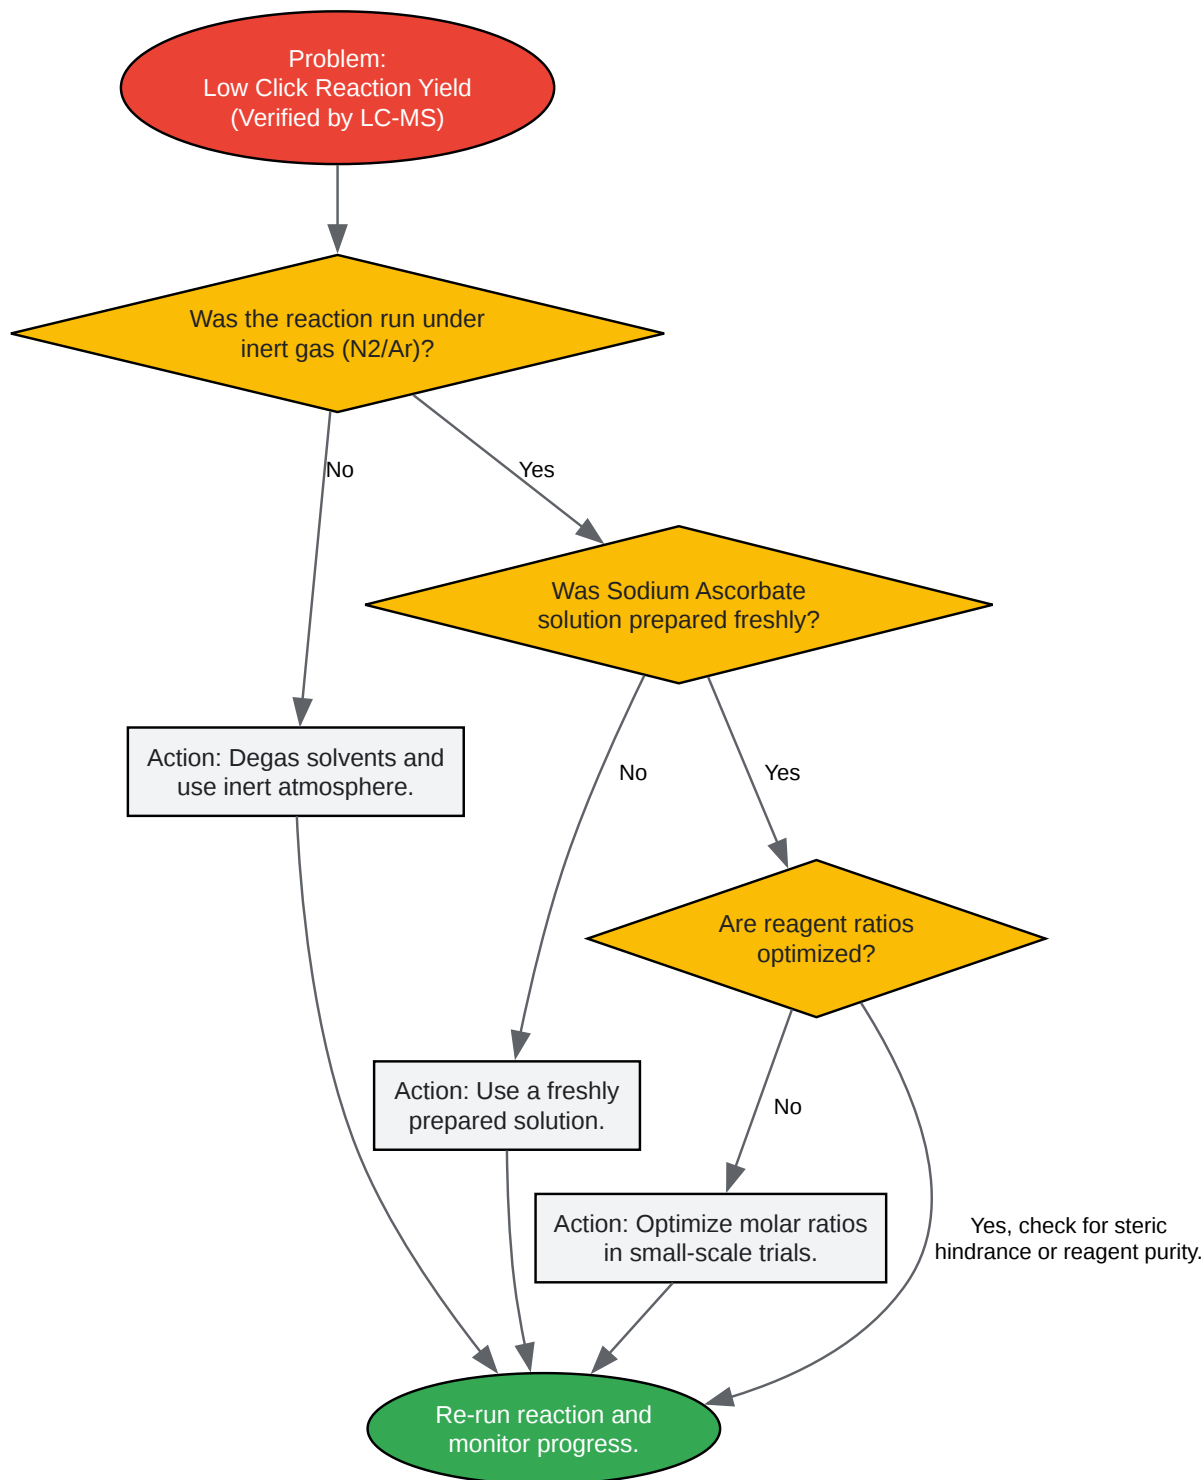 Problem:
Low Click Reaction Yield
(Verified by LC-MS)
Was the reaction run under
inert gas (N2/Ar)?
No
Yes
Was Sodium Ascorbate
solution prepared freshly?
Action: Degas solvents and
use inert atmosphere.
No
Yes
Are reagent ratios
optimized?
Action: Use a freshly
prepared solution.
No
Action: Optimize molar ratios
in small-scale trials.
Yes, check for steric
hindrance or reagent purity.
Re-run reaction and
monitor progress.